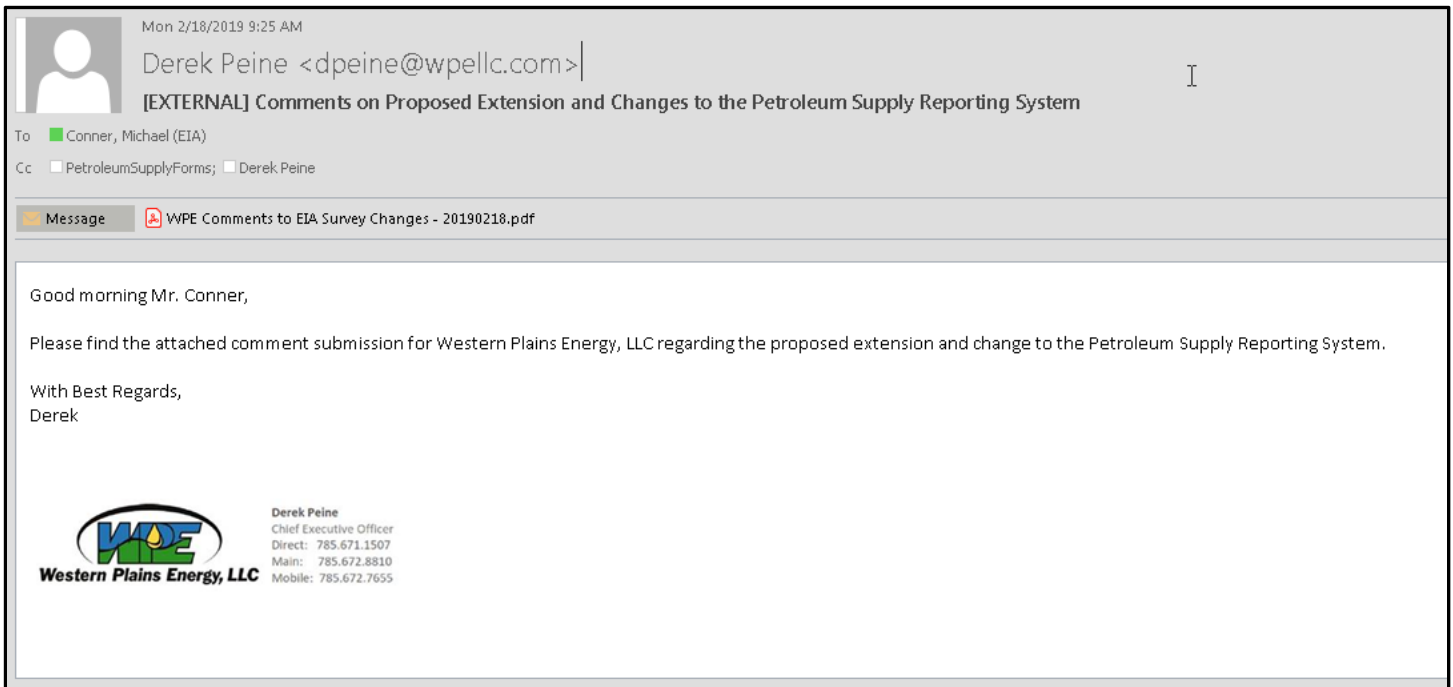 Mon 2/18/2019 9:25 AM
Derek Peine <dpeine@wpellc.com>
[EXTERNAL] Comments on Proposed Extension and Changes to the Petroleum Supply Reporting System
To Conner, Michael (EIA)
Cc PetroleumSupplyForms; Derek Peine
Message WPE Comments to EIA Survey Changes - 20190218.pdf
Good morning Mr. Conner,
Please find the attached comment submission for Western Plains Energy, LLC regarding the proposed extension and change to the Petroleum Supply Reporting System.
With Best Regards,
Derek
WPE
Western Plains Energy, LLC
Derek Peine
Chief Executive Officer
Direct: 785.671.1507
Main: 785.672.8810
Mobile: 785.672.7655